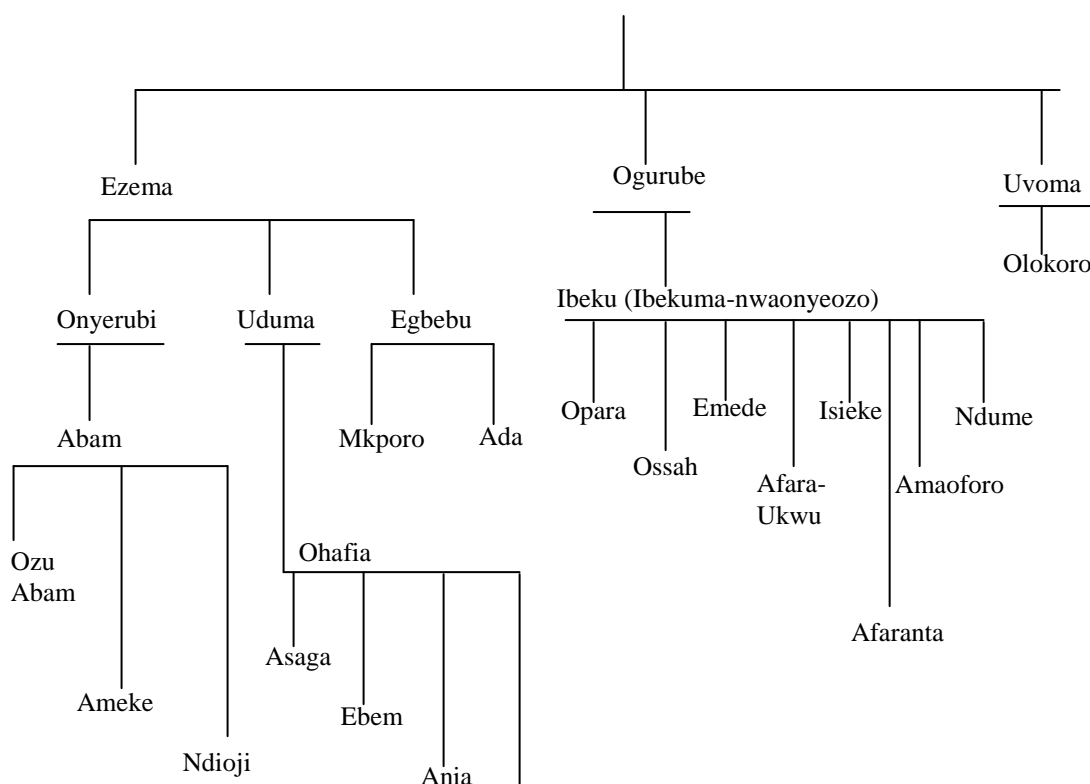 Ezema
Ogurube
Uvoma
Olokoro
Onyerubi
Uduma
Egbebu
Ibeku (Ibekuma-nwaonyeozo)
Abam
Mkporo
Ada
Opara
Ossah
Emede
Afara-
Ukwu
Isieke
Afaranta
Amaoforo
Ndume
Ozu
Abam
Ameke
Ndioji
Ohafia
Asaga
Ebem
Ania